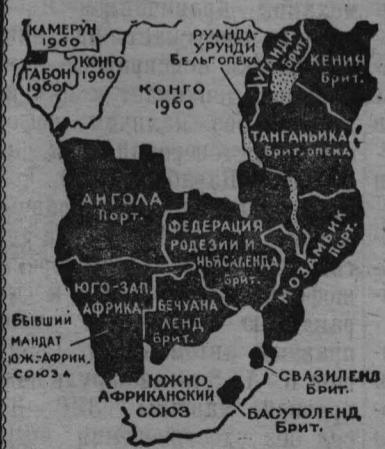 КАМЕРУН
1960
ГАБОН
1960
КОНГО
1960
КОНГО
1960
РУАНДА-
УРУНДИ
Бельг опека
УГАНДА
Брит.
КЕНИЯ
Брит.
ТАНГАНЬИКА
Брит. опека
АНГОЛА
Порт.
ФЕДЕРАЦИЯ
РОДЕЗИИ И
НЬЯСАЛЕНДА
Брит.
МОЗАМБИК
Порт.
ЮГО-ЗАП.
АФРИКА
БЕЧУАНА
ЛЕНД
Брит.
БЫВШИЙ
МАНДАТ
ЮЖ.-АФРИК.
СОЮЗА
ЮЖНО-
АФРИКАНСКИЙ
СОЮЗ
СВАЗИЛЕНД
Брит.
БАСУТОЛЕНД
Брит.